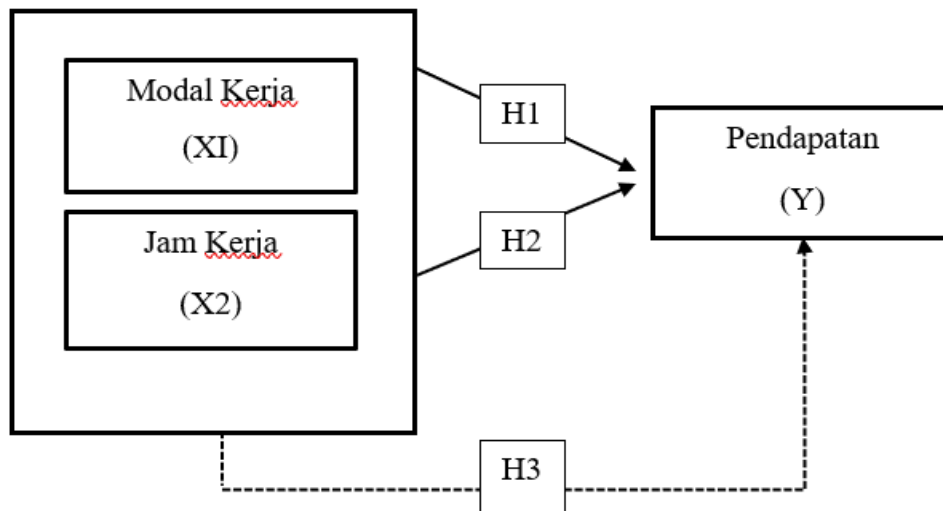 Modal Kerja
(XI)
Jam Kerja
(X2)
H1
H2
H3
Pendapatan
(Y)